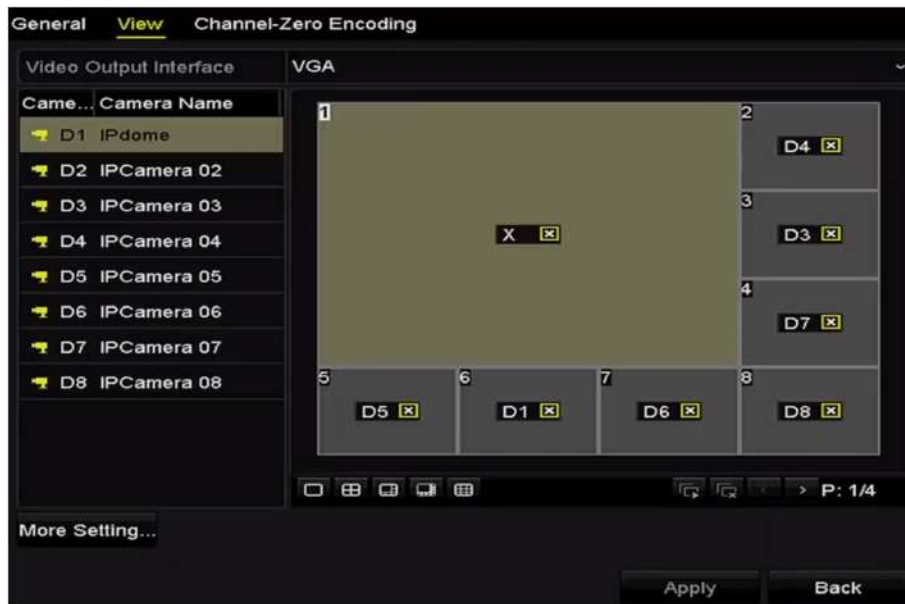 General View Channel-Zero Encoding
Video Output Interface VGA
Came... Camera Name
D1 IPdome
D2 IPCamera 02
D3 IPCamera 03
D4 IPCamera 04
D5 IPCamera 05
D6 IPCamera 06
D7 IPCamera 07
D8 IPCamera 08
1
X
2
D4
3
D3
4
D7
5
D5
6
D1
7
D6
8
D8
P: 1/4
More Setting...
Apply Back